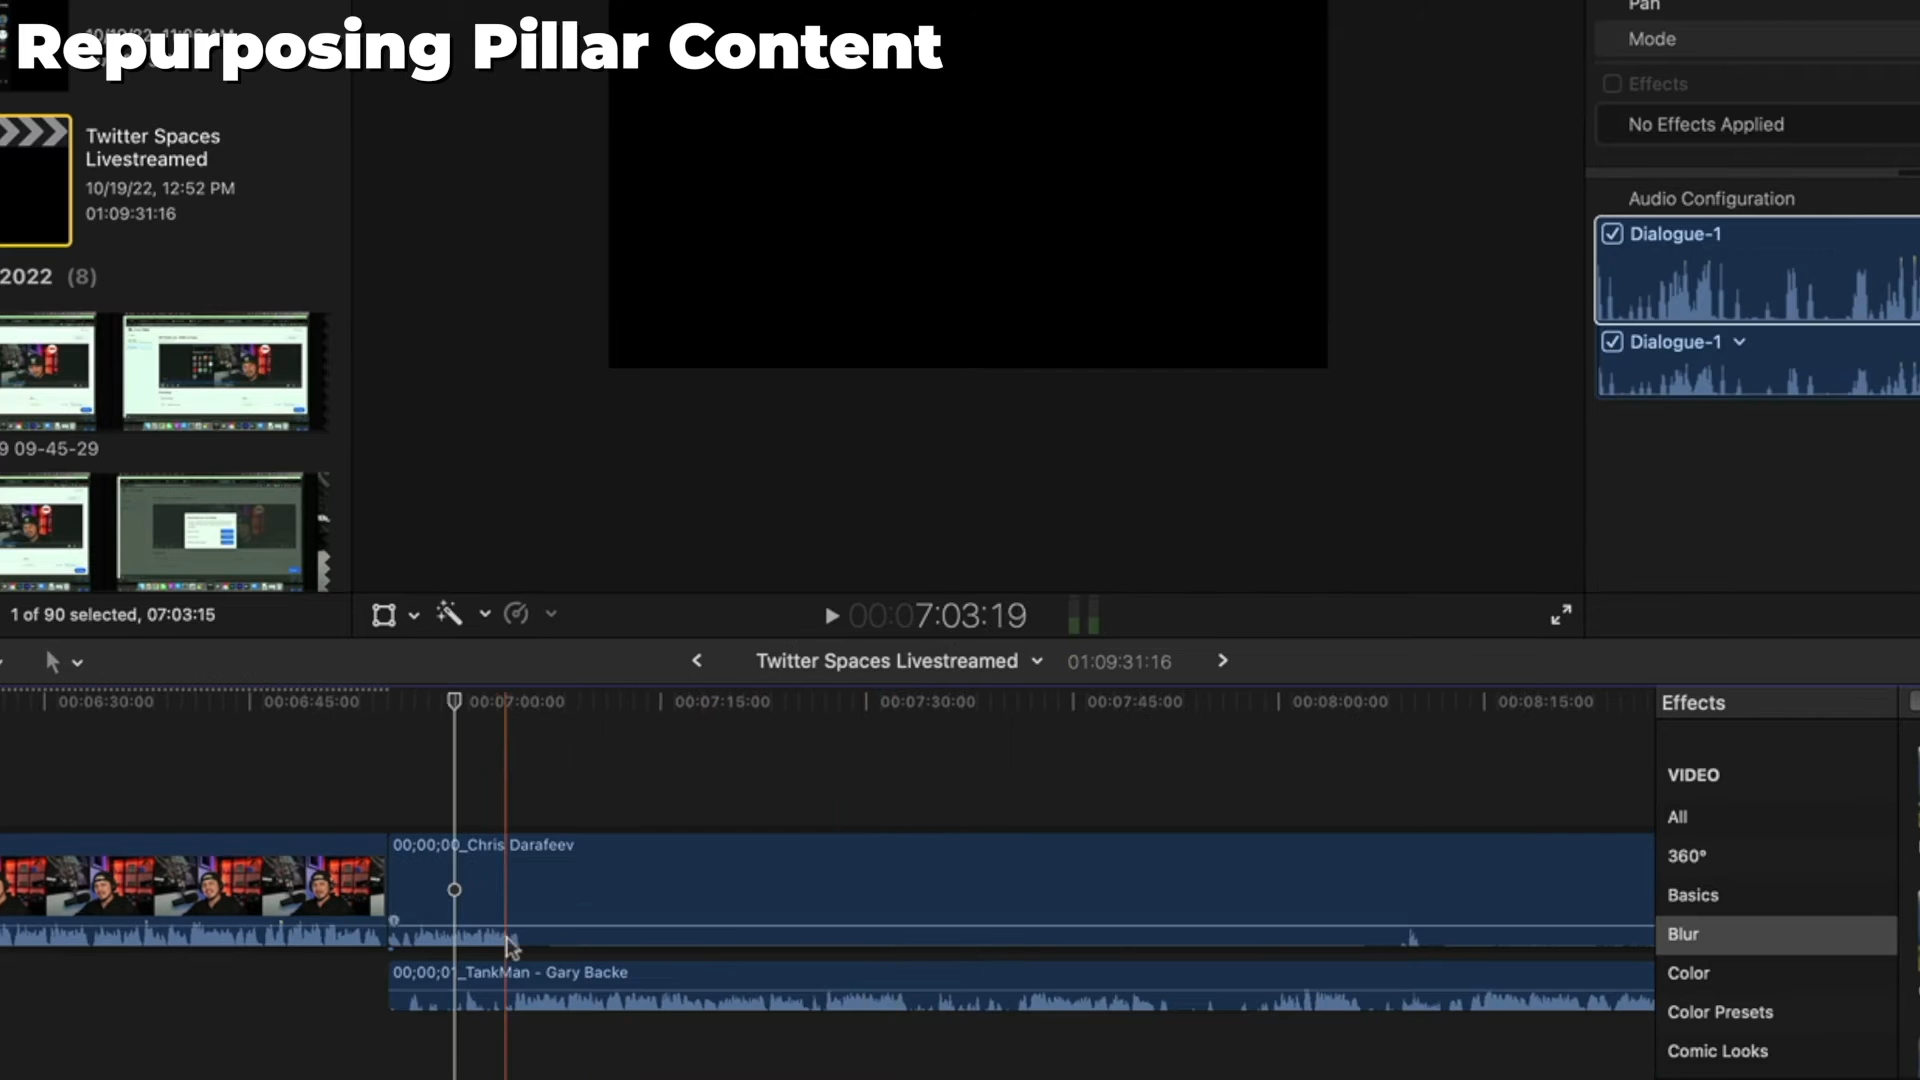 Repurposing Pillar Content
Twitter Spaces
Livestreamed
10/19/22, 12:52 PM
01:09:31:16
2022 (8)
9 09-45-29
1 of 90 selected, 07:03:15
00:07:03:19
Pan
Mode
Effects
No Effects Applied
Audio Configuration
Dialogue-1
Dialogue-1
Twitter Spaces Livestreamed 01:09:31:16
00:06:30:00 00:06:45:00 00:07:00:00 00:07:15:00 00:07:30:00 00:07:45:00 00:08:00:00 00:08:15:00
00;00;00_Chris Darafeev
00;00;01_TankMan - Gary Backe
Effects
VIDEO
All
360°
Basics
Blur
Color
Color Presets
Comic Looks